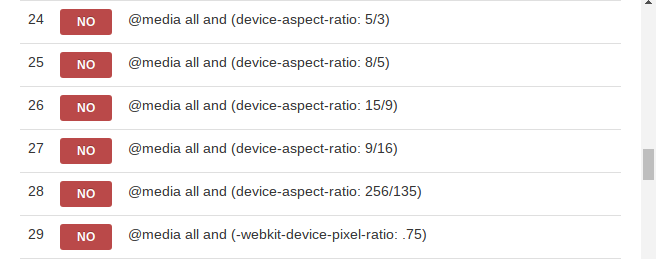 24 NO @media all and (device-aspect-ratio: 5/3)
25 NO @media all and (device-aspect-ratio: 8/5)
26 NO @media all and (device-aspect-ratio: 15/9)
27 NO @media all and (device-aspect-ratio: 9/16)
28 NO @media all and (device-aspect-ratio: 256/135)
29 NO @media all and (-webkit-device-pixel-ratio: .75)